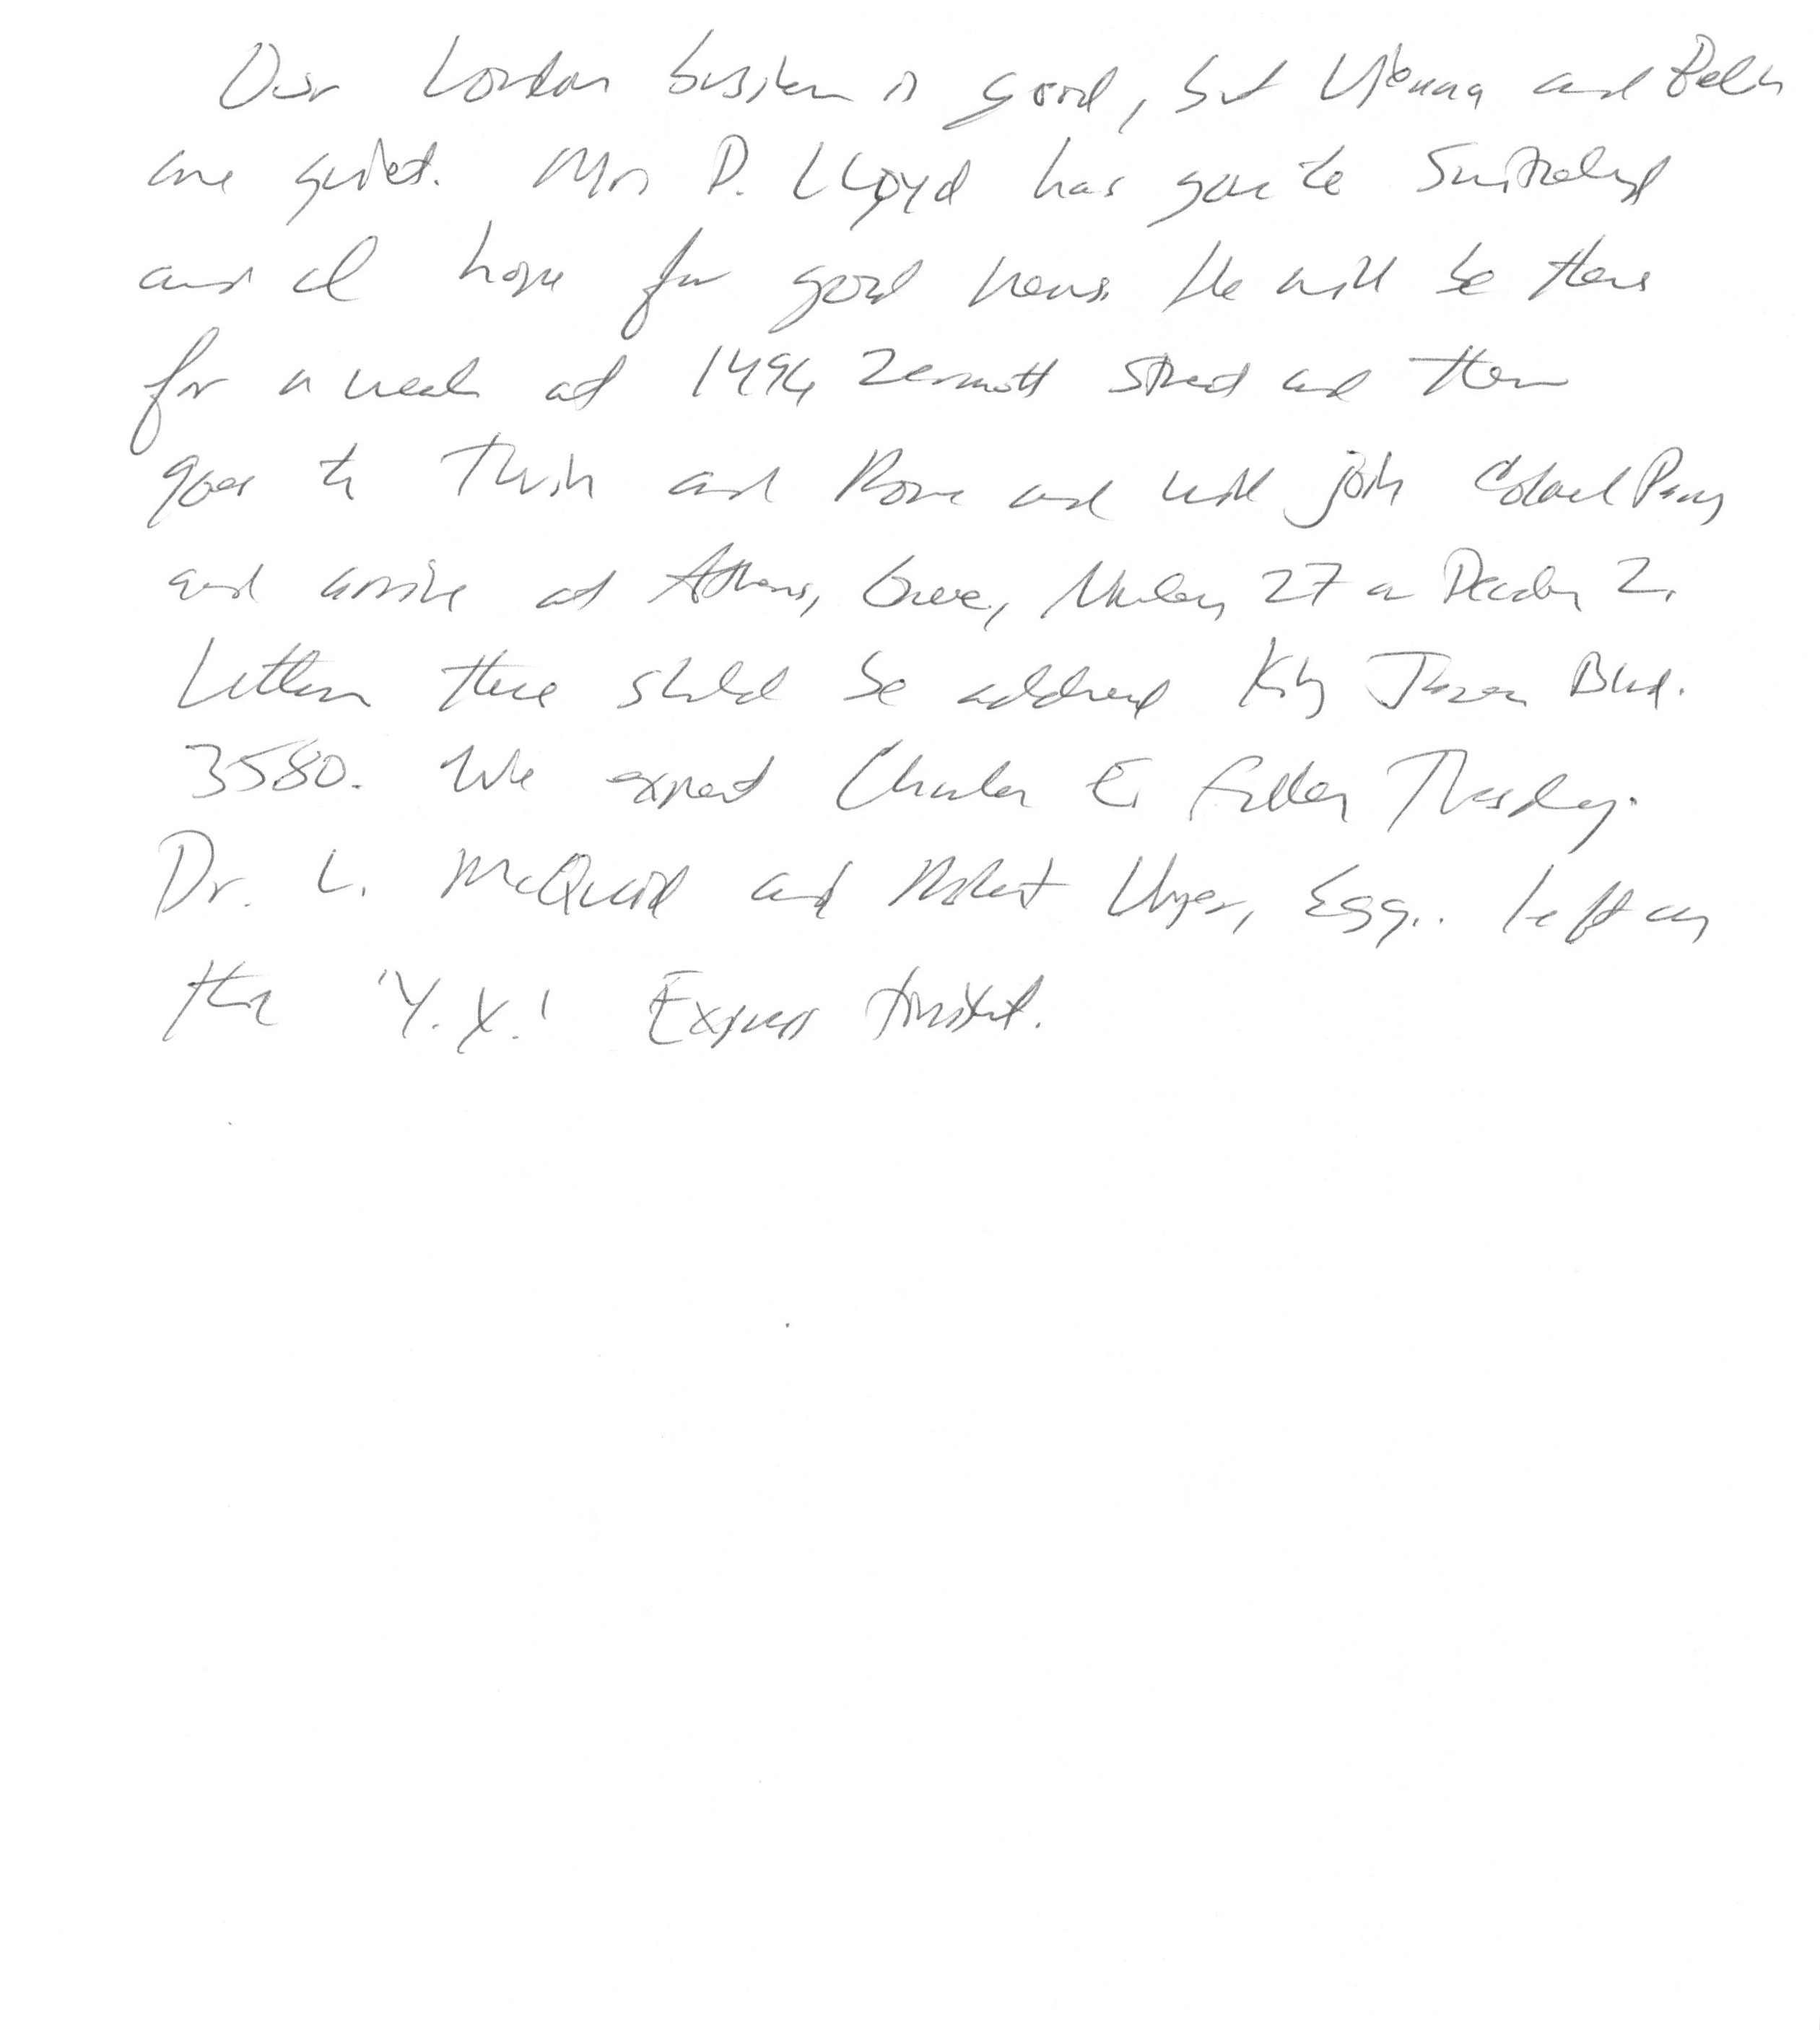 Our London business is good, but Vienna and Berlin
are quiet. Mr. D. Lloyd has gone to Switzerland
and I hope for good news. He will be there
for a week at 1496 Zermott Street and then
goes to Turin and Rome and will join Colonel Parry
and arrive at Athens, Greece, November 27 or December 2.
Letters there should be addressed King James Blvd.
3580. We expect Charles E. Fuller Tuesday.
Dr. L. McQuaid and Robert Unger, Esq., left on
the 'Y.X.' Express tonight.